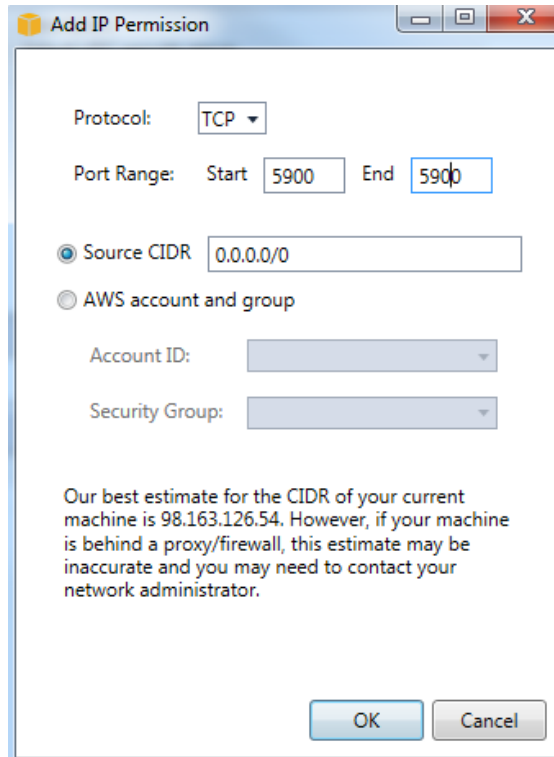 Add IP Permission
Protocol: TCP
Port Range: Start 5900 End 5900
Source CIDR 0.0.0.0/0
AWS account and group
Account ID:
Security Group:
Our best estimate for the CIDR of your current
machine is 98.163.126.54. However, if your machine
is behind a proxy/firewall, this estimate may be
inaccurate and you may need to contact your
network administrator.
OK Cancel